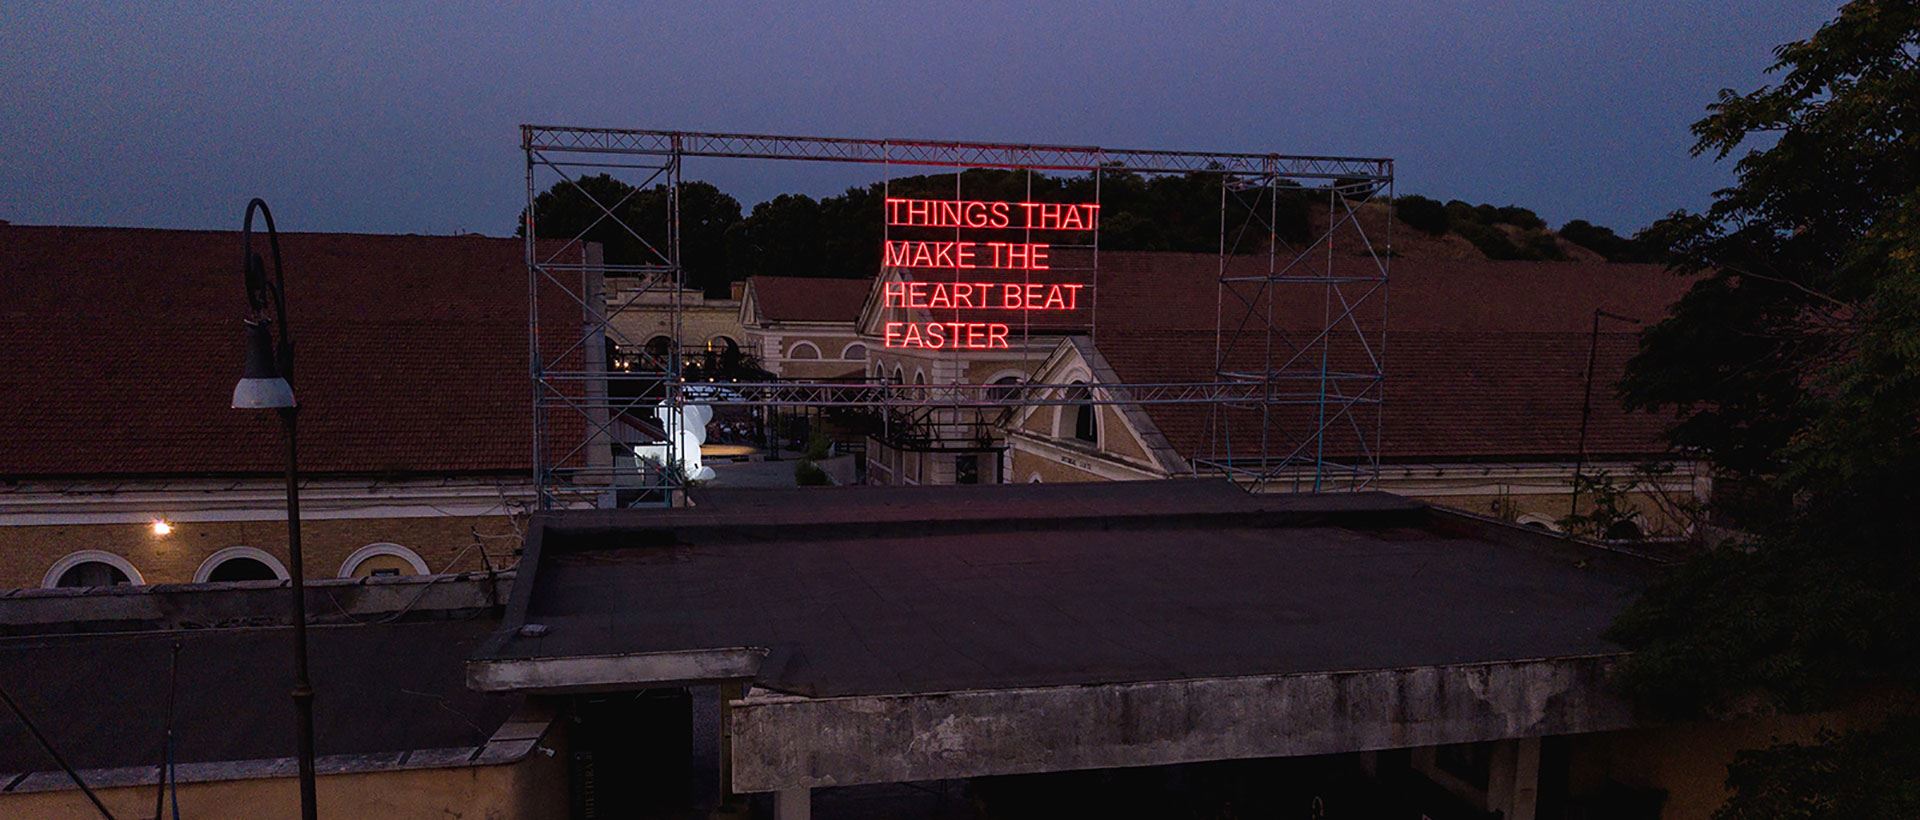 THINGS THAT
MAKE THE
HEART BEAT
FASTER